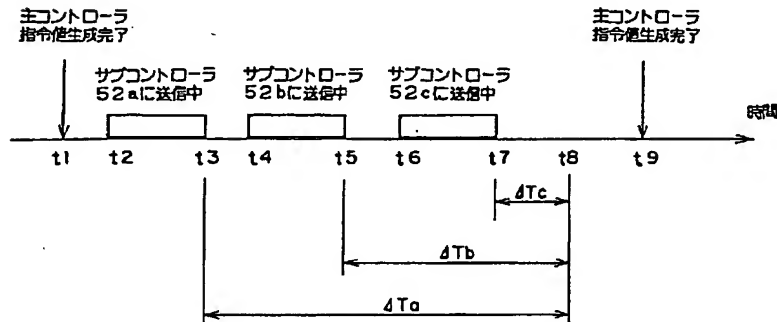 主コントローラ
指令値生成完了
主コントローラ
指令値生成完了
サブコントローラ
52aに送信中
サブコントローラ
52bに送信中
サブコントローラ
52cに送信中
時間
t1 t2 t3 t4 t5 t6 t7 t8 t9
ΔTc
ΔTb
ΔTa